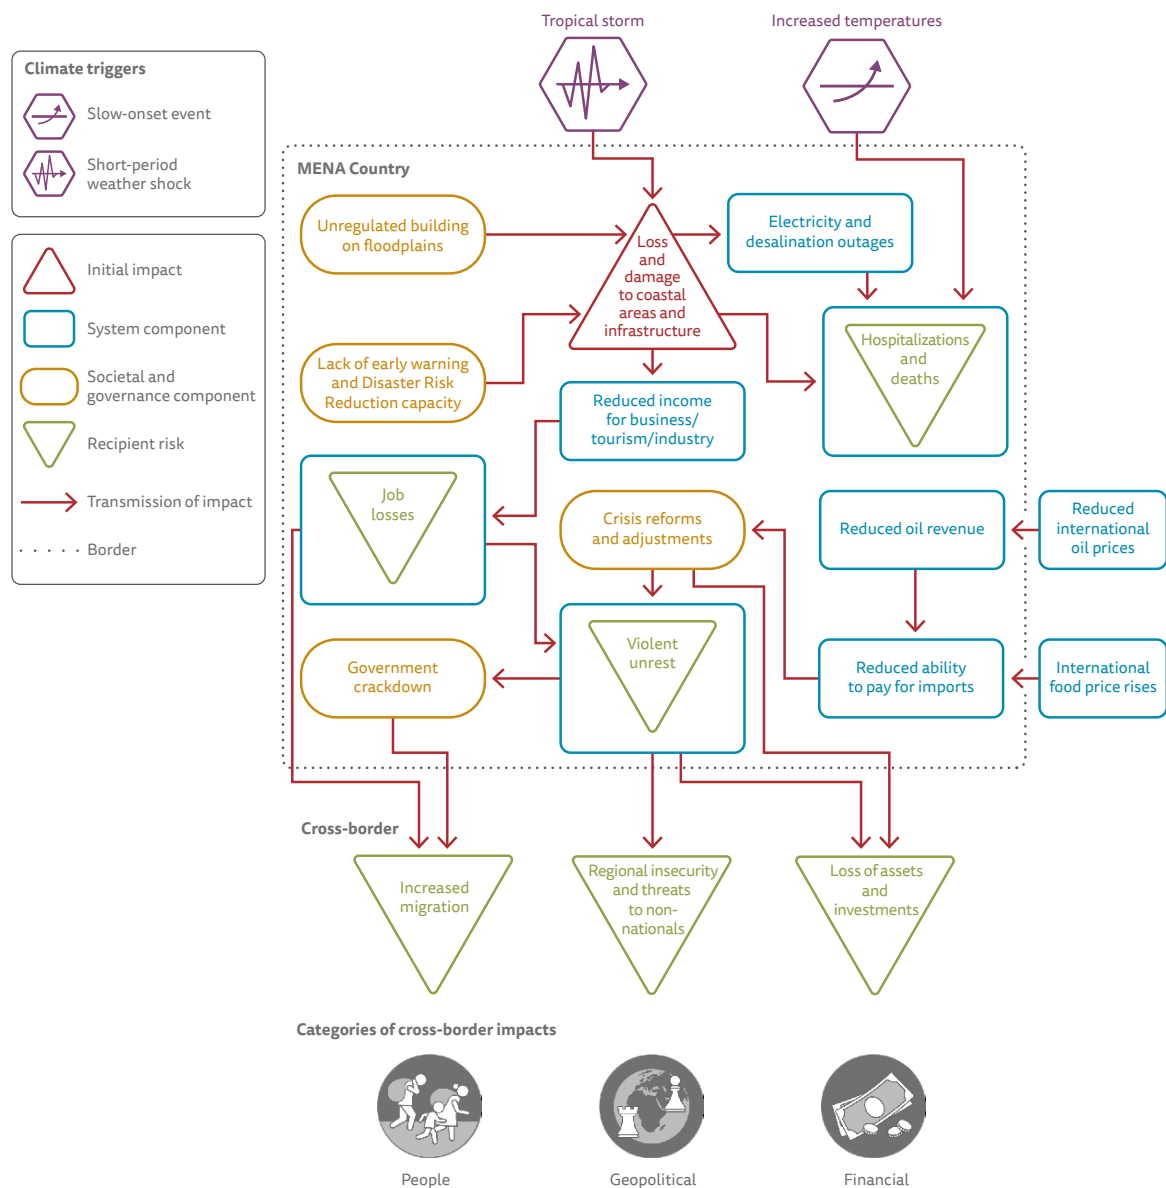 Tropical storm
Increased temperatures
Climate triggers
Slow-onset event
Short-period
weather shock
Initial impact
System component
Societal and
governance component
Recipient risk
Transmission of impact
Border
MENA Country
Unregulated building
on floodplains
Loss
and
damage
to coastal
areas and
infrastructure
Electricity and
desalination outages
Lack of early warning
and Disaster Risk
Reduction capacity
Hospitalizations
and
deaths
Reduced income
for business/
tourism/industry
Job
losses
Crisis reforms
and adjustments
Reduced oil revenue
Reduced
international
oil prices
Government
crackdown
Violent
unrest
Reduced ability
to pay for imports
International
food price rises
Cross-border
Increased
migration
Regional insecurity
and threats
to non-
nationals
Loss of assets
and
investments
Categories of cross-border impacts
People
Geopolitical
Financial